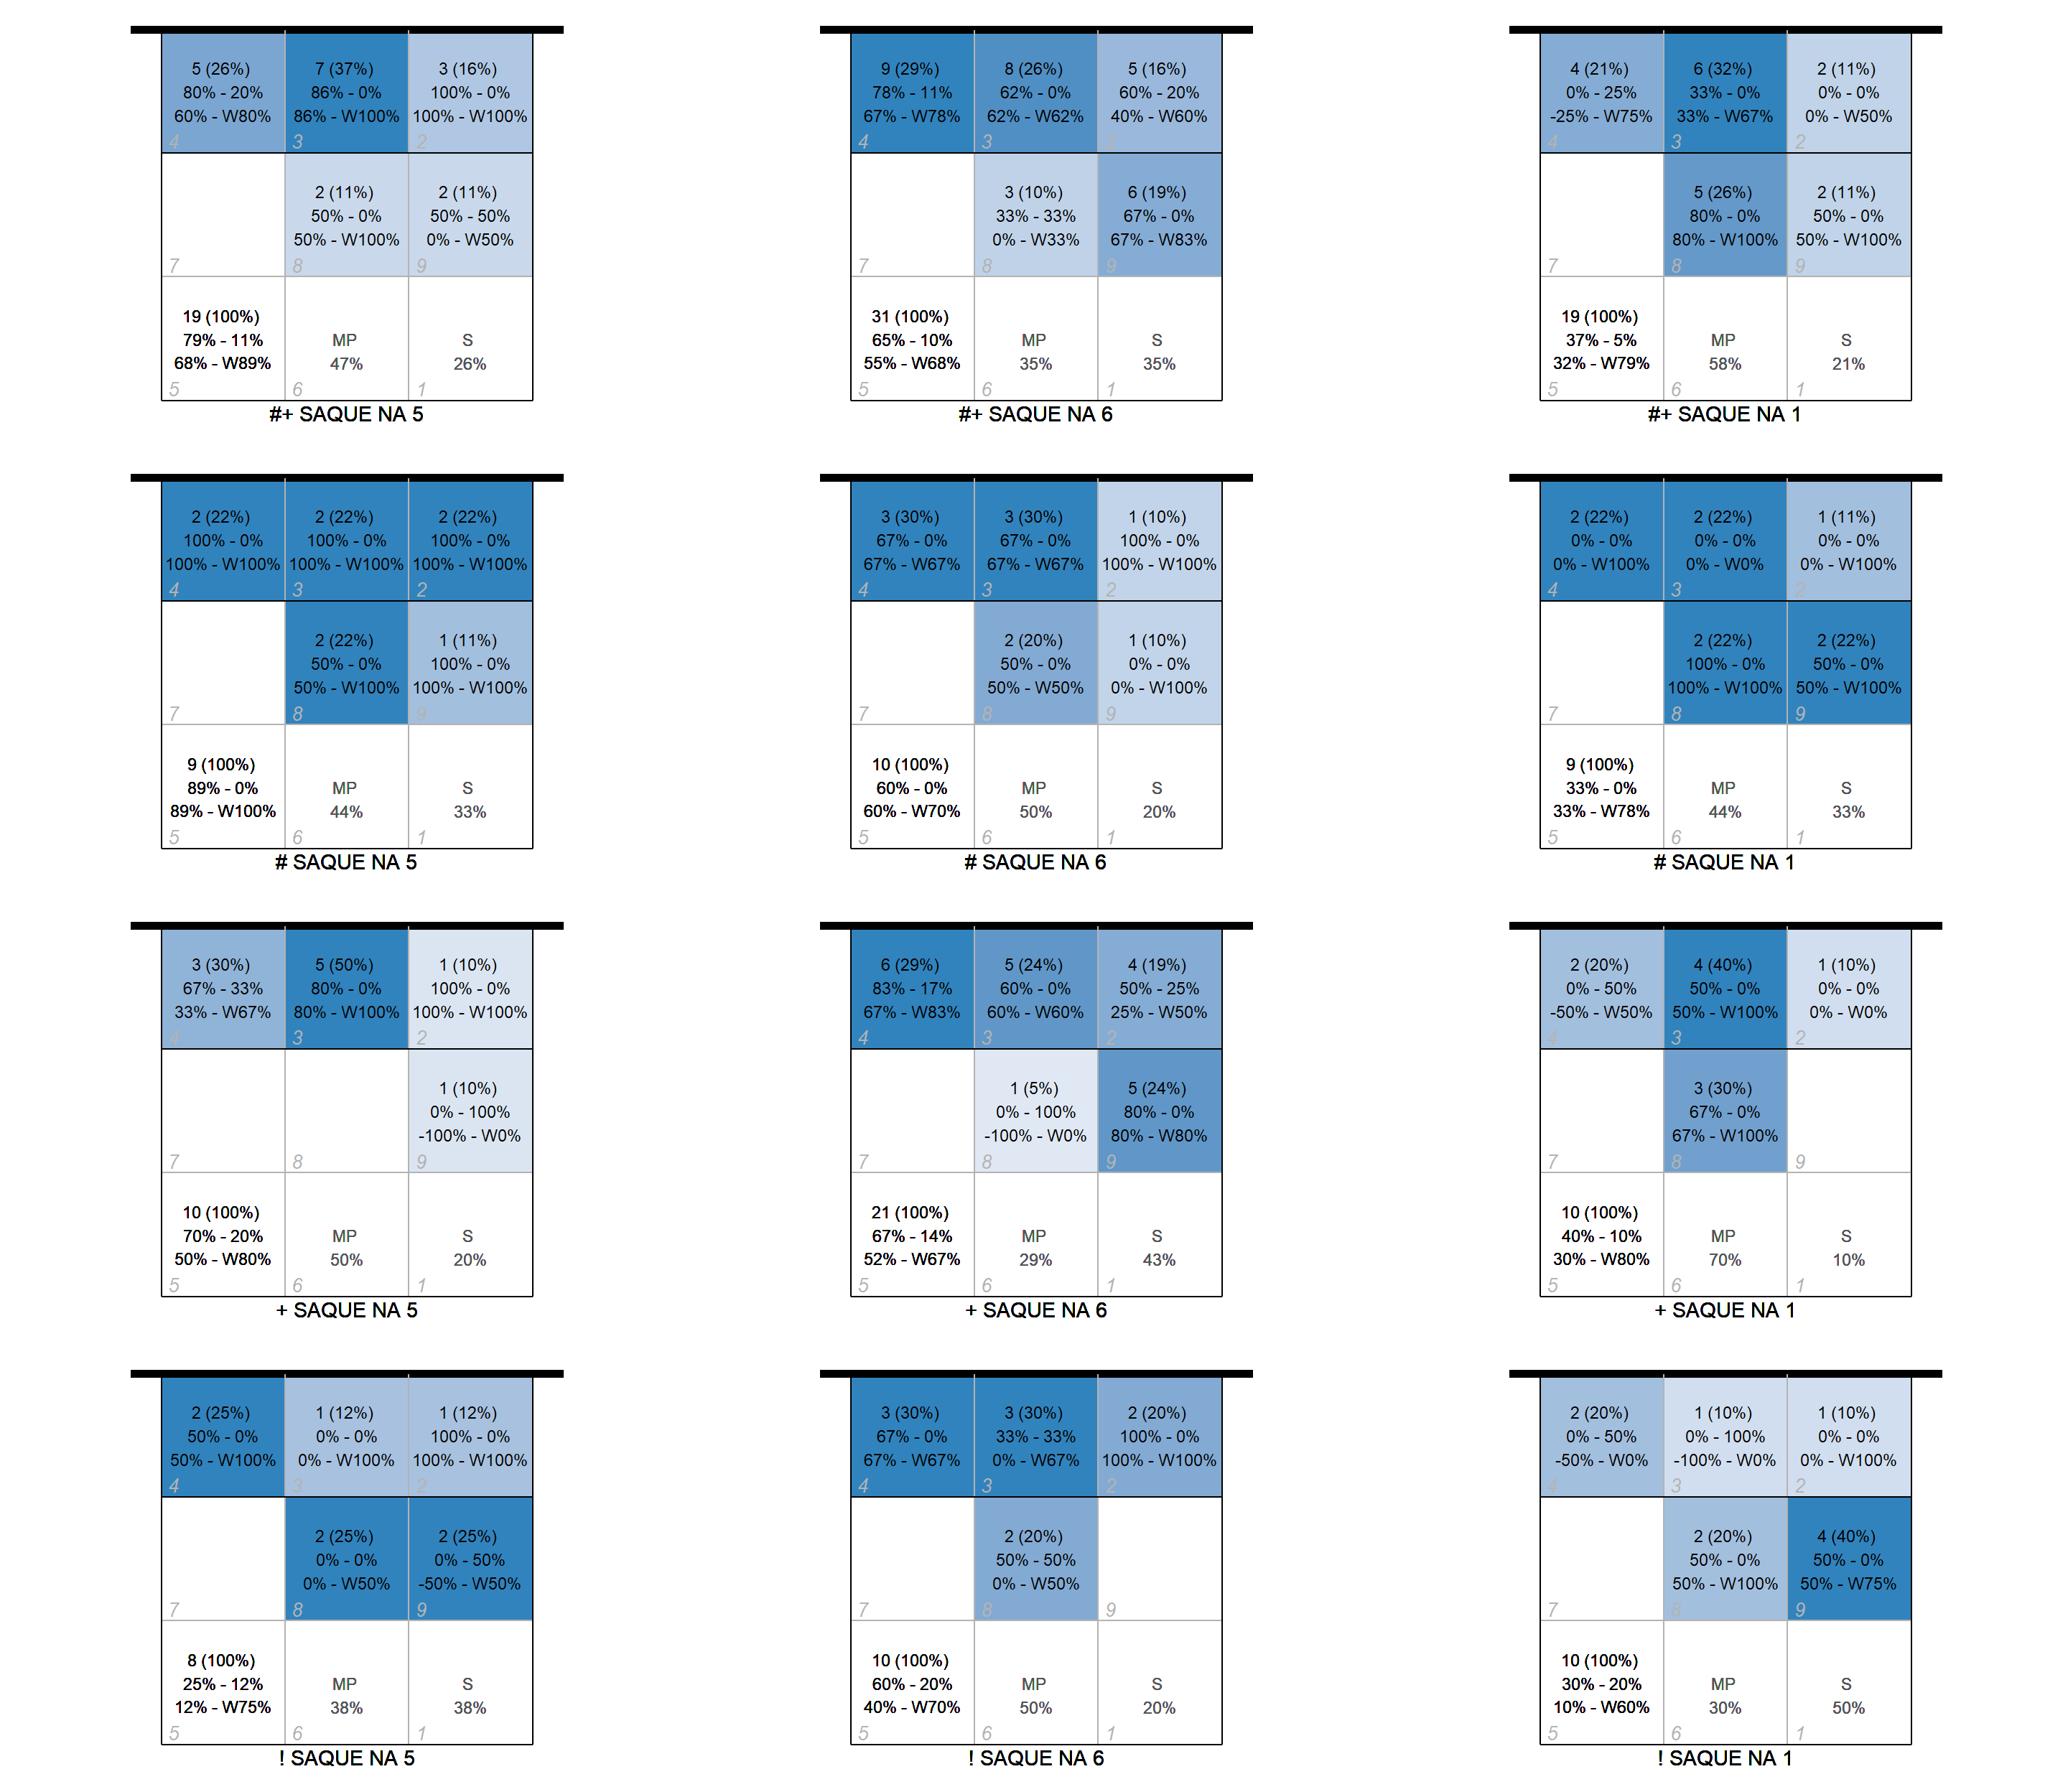 5 (26%) 7 (37%) 3 (16%)
80% - 20% 86% - 0% 100% - 0%
60% - W80% 86% - W100% 100% - W100%
4 3 2
2 (11%) 2 (11%)
50% - 0% 50% - 50%
50% - W100% 0% - W50%
7 8 9
19 (100%)
79% - 11% MP S
68% - W89% 47% 26%
5 6 1
#+ SAQUE NA 5
9 (29%) 8 (26%) 5 (16%)
78% - 11% 62% - 0% 60% - 20%
67% - W78% 62% - W62% 40% - W60%
4 3 2
3 (10%) 6 (19%)
33% - 33% 67% - 0%
0% - W33% 67% - W83%
7 8 9
31 (100%)
65% - 10% MP S
55% - W68% 35% 35%
5 6 1
#+ SAQUE NA 6
4 (21%) 6 (32%) 2 (11%)
0% - 25% 33% - 0% 0% - 0%
-25% - W75% 33% - W67% 0% - W50%
4 3 2
5 (26%) 2 (11%)
80% - 0% 50% - 0%
80% - W100% 50% - W100%
7 8 9
19 (100%)
37% - 5% MP S
32% - W79% 58% 21%
5 6 1
#+ SAQUE NA 1
2 (22%) 2 (22%) 2 (22%)
100% - 0% 100% - 0% 100% - 0%
100% - W100% 100% - W100% 100% - W100%
4 3 2
2 (22%) 1 (11%)
50% - 0% 100% - 0%
50% - W100% 100% - W100%
7 8 9
9 (100%)
89% - 0% MP S
89% - W100% 44% 33%
5 6 1
# SAQUE NA 5
3 (30%) 3 (30%) 1 (10%)
67% - 0% 67% - 0% 100% - 0%
67% - W67% 67% - W67% 100% - W100%
4 3 2
2 (20%) 1 (10%)
50% - 0% 0% - 0%
50% - W50% 0% - W100%
7 8 9
10 (100%)
60% - 0% MP S
60% - W70% 50% 20%
5 6 1
# SAQUE NA 6
2 (22%) 2 (22%) 1 (11%)
0% - 0% 0% - 0% 0% - 0%
0% - W100% 0% - W0% 0% - W100%
4 3 2
2 (22%) 2 (22%)
100% - 0% 50% - 0%
100% - W100% 50% - W100%
7 8 9
9 (100%)
33% - 0% MP S
33% - W78% 44% 33%
5 6 1
# SAQUE NA 1
3 (30%) 5 (50%) 1 (10%)
67% - 33% 80% - 0% 100% - 0%
33% - W67% 80% - W100% 100% - W100%
4 3 2
1 (10%)
0% - 100%
-100% - W0%
7 8 9
10 (100%)
70% - 20% MP S
50% - W80% 50% 20%
5 6 1
+ SAQUE NA 5
6 (29%) 5 (24%) 4 (19%)
83% - 17% 60% - 0% 50% - 25%
67% - W83% 60% - W60% 25% - W50%
4 3 2
1 (5%) 5 (24%)
0% - 100% 80% - 0%
-100% - W0% 80% - W80%
7 8 9
21 (100%)
67% - 14% MP S
52% - W67% 29% 43%
5 6 1
+ SAQUE NA 6
2 (20%) 4 (40%) 1 (10%)
0% - 50% 50% - 0% 0% - 0%
-50% - W50% 50% - W100% 0% - W0%
4 3 2
3 (30%)
67% - 0%
67% - W100%
7 8 9
10 (100%)
40% - 10% MP S
30% - W80% 70% 10%
5 6 1
+ SAQUE NA 1
2 (25%) 1 (12%) 1 (12%)
50% - 0% 0% - 0% 100% - 0%
50% - W100% 0% - W100% 100% - W100%
4 3 2
2 (25%) 2 (25%)
0% - 0% 0% - 50%
0% - W50% -50% - W50%
7 8 9
8 (100%)
25% - 12% MP S
12% - W75% 38% 38%
5 6 1
! SAQUE NA 5
3 (30%) 3 (30%) 2 (20%)
67% - 0% 33% - 33% 100% - 0%
67% - W67% 0% - W67% 100% - W100%
4 3 2
2 (20%)
50% - 50%
0% - W50%
7 8 9
10 (100%)
60% - 20% MP S
40% - W70% 50% 20%
5 6 1
! SAQUE NA 6
2 (20%) 1 (10%) 1 (10%)
0% - 50% 0% - 100% 0% - 0%
-50% - W0% -100% - W0% 0% - W100%
4 3 2
2 (20%) 4 (40%)
50% - 0% 50% - 0%
50% - W100% 50% - W75%
7 8 9
10 (100%)
30% - 20% MP S
10% - W60% 30% 50%
5 6 1
! SAQUE NA 1